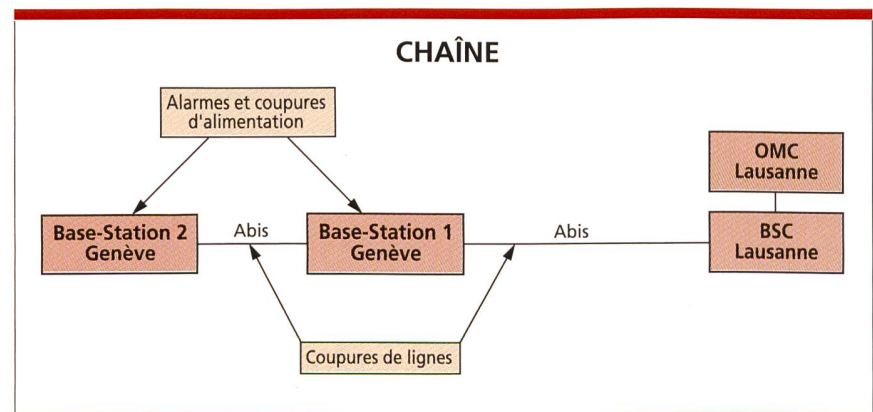 CHAÎNE
Alarmes et coupures
d'alimentation
OMC
Lausanne
Base-Station 2
Genève
Abis
Base-Station 1
Genève
Abis
BSC
Lausanne
Coupures de lignes